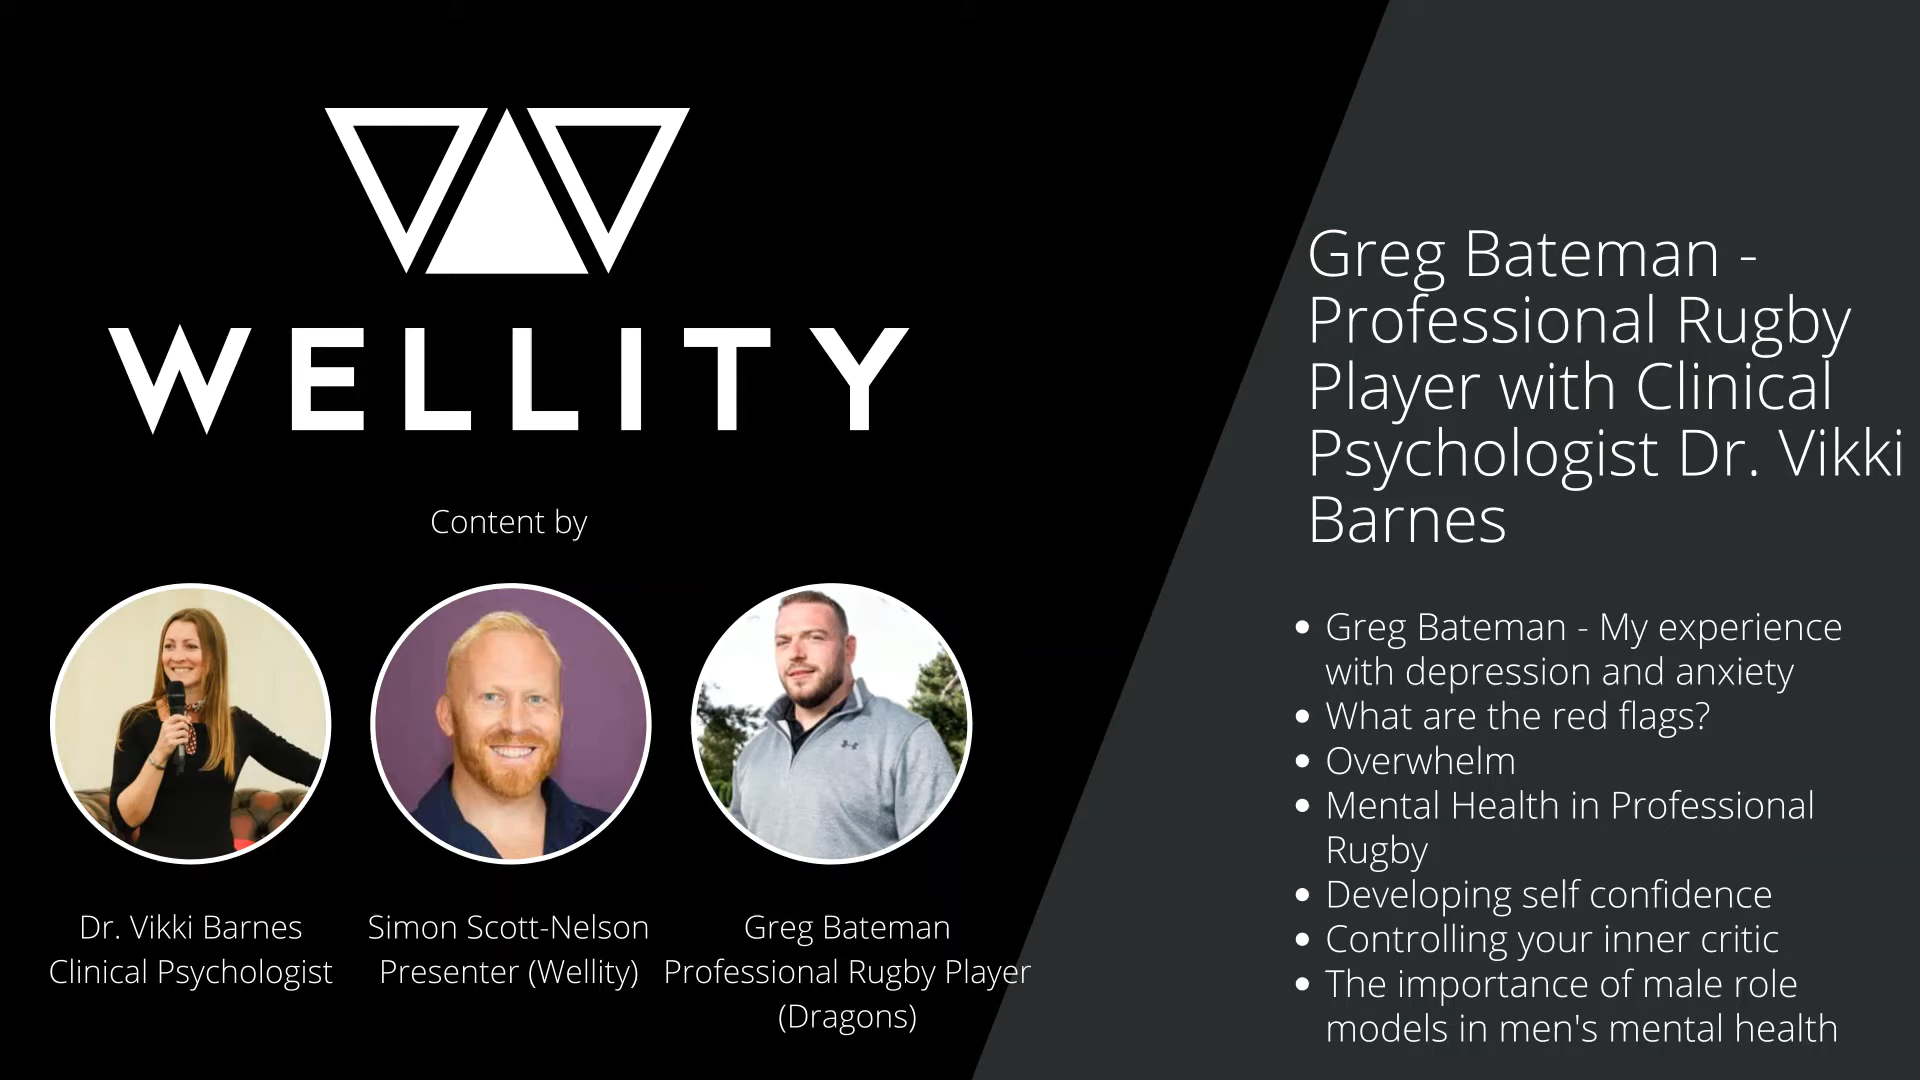 WELLITY
Content by
Dr. Vikki Barnes
Clinical Psychologist
Simon Scott-Nelson
Presenter (Wellity)
Greg Bateman
Professional Rugby Player
(Dragons)
Greg Bateman -
Professional Rugby
Player with Clinical
Psychologist Dr. Vikki
Barnes
• Greg Bateman - My experience
with depression and anxiety
• What are the red flags?
• Overwhelm
• Mental Health in Professional
Rugby
• Developing self confidence
• Controlling your inner critic
• The importance of male role
models in men's mental health